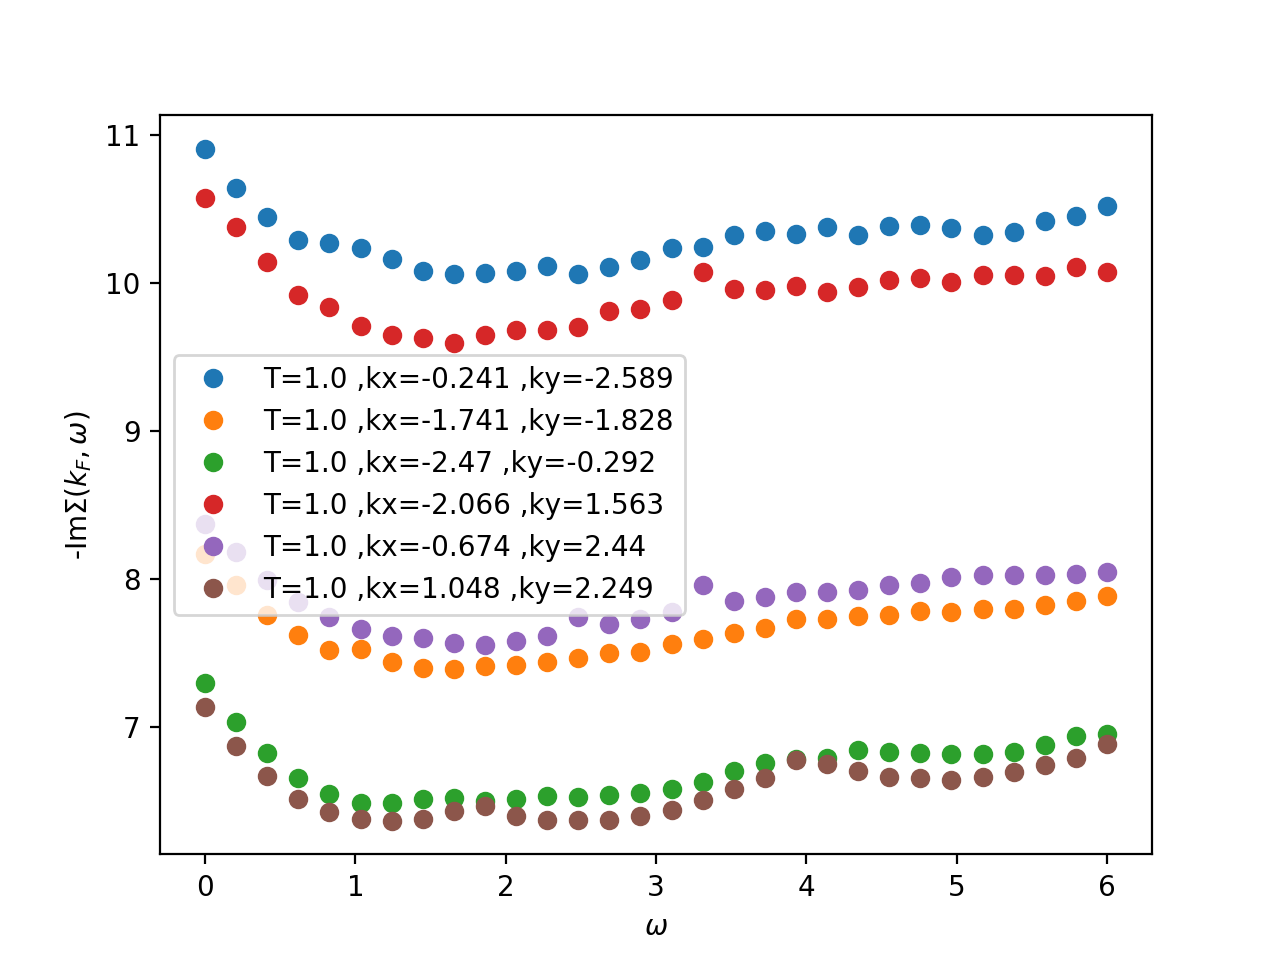 11
10
9
8
7
-ImΣ(k_F, ω)
T=1.0 ,kx=-0.241 ,ky=-2.589
T=1.0 ,kx=-1.741 ,ky=-1.828
T=1.0 ,kx=-2.47 ,ky=-0.292
T=1.0 ,kx=-2.066 ,ky=1.563
T=1.0 ,kx=-0.674 ,ky=2.44
T=1.0 ,kx=1.048 ,ky=2.249
0 1 2 3 4 5 6
ω